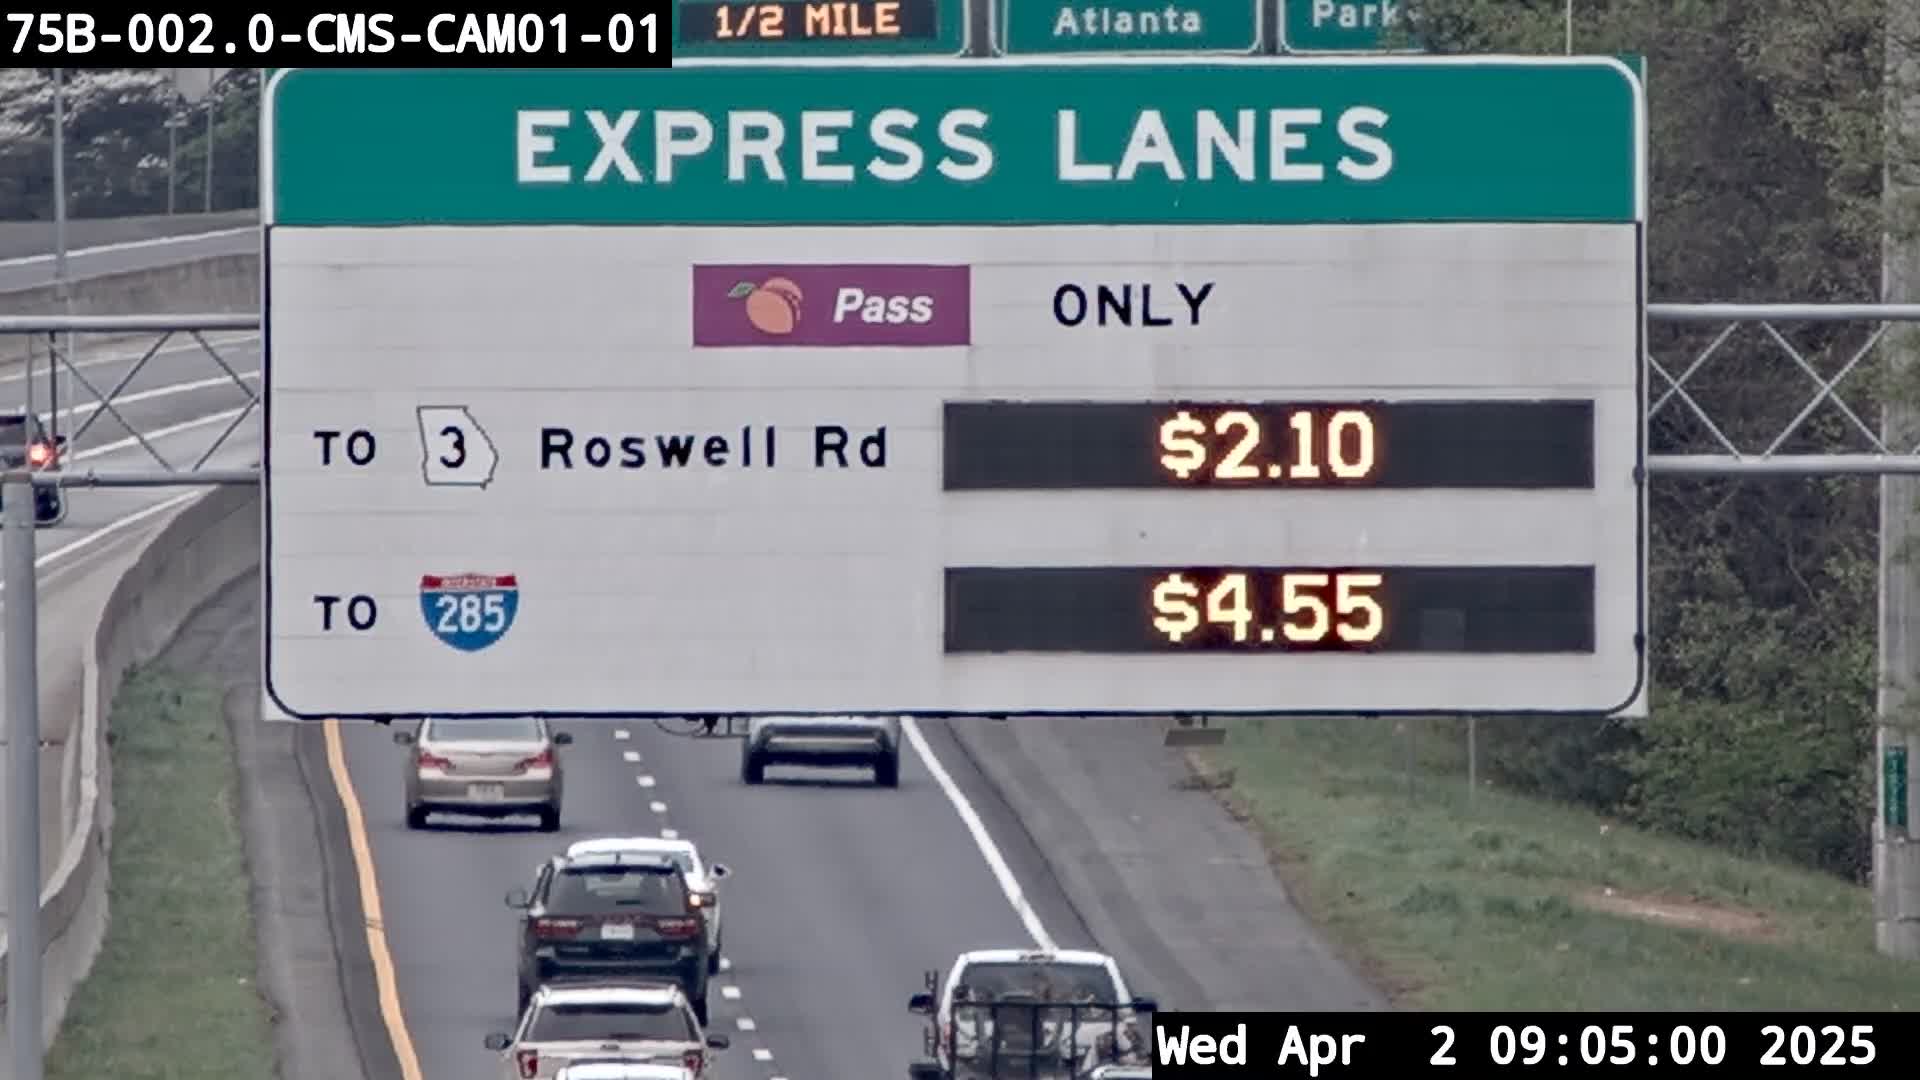 75B-002.0-CMS-CAM01-01
1/2 MILE
Atlanta
EXPRESS LANES
Pass ONLY
TO 3 Roswell Rd $2.10
INTERSTATE
TO 285 $4.55
Wed Apr 2 09:05:00 2025